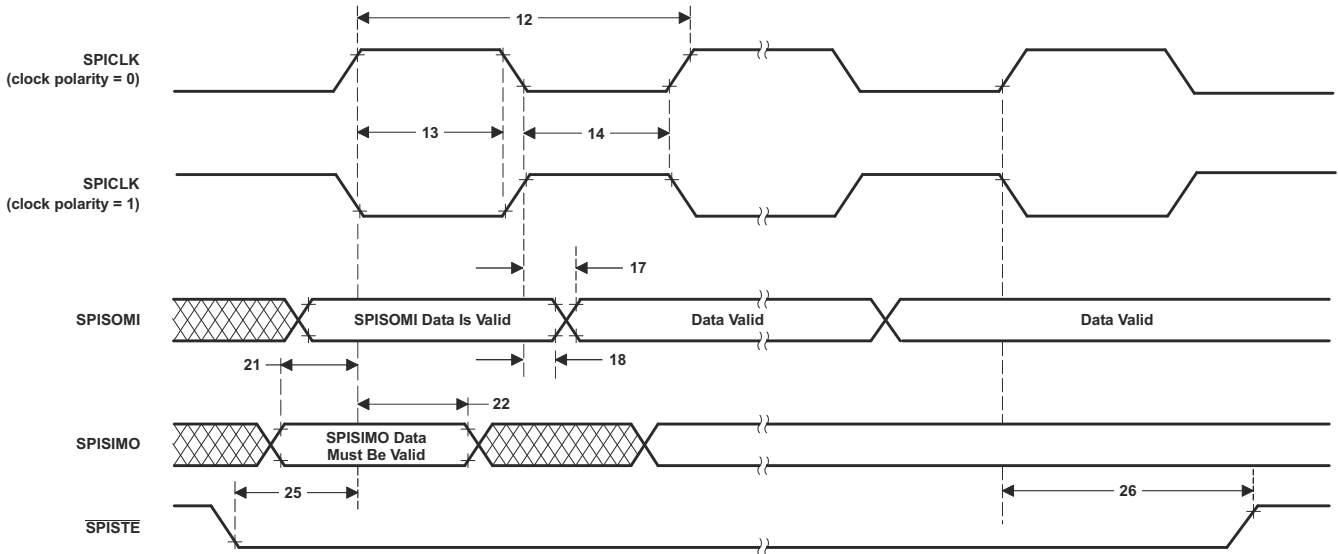 12
SPICLK
(clock polarity = 0)
13
14
SPICLK
(clock polarity = 1)
17
SPISOMI
SPISOMI Data Is Valid
Data Valid
Data Valid
21
18
22
SPISIMO
SPISIMO Data
Must Be Valid
25
26
SPISTE